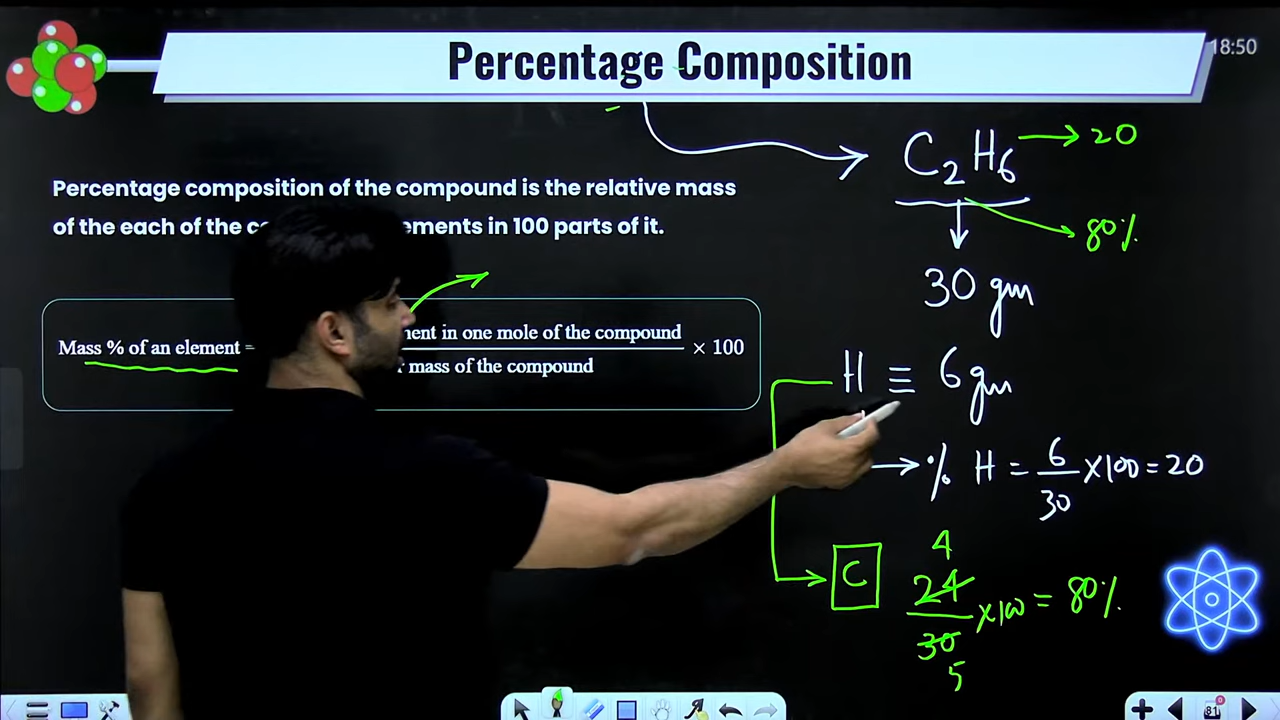 Percentage Composition
18:50
C₂H₆ → 20
80%
Percentage composition of the compound is the relative mass
of the each of the ements in 100 parts of it.
30 gm
Mass % of an element = ent in one mole of the compound / mass of the compound × 100
H ≡ 6 gm
→ % H = 6/30 ×100 = 20
4
C 24/30 ×100 = 80%
5
81